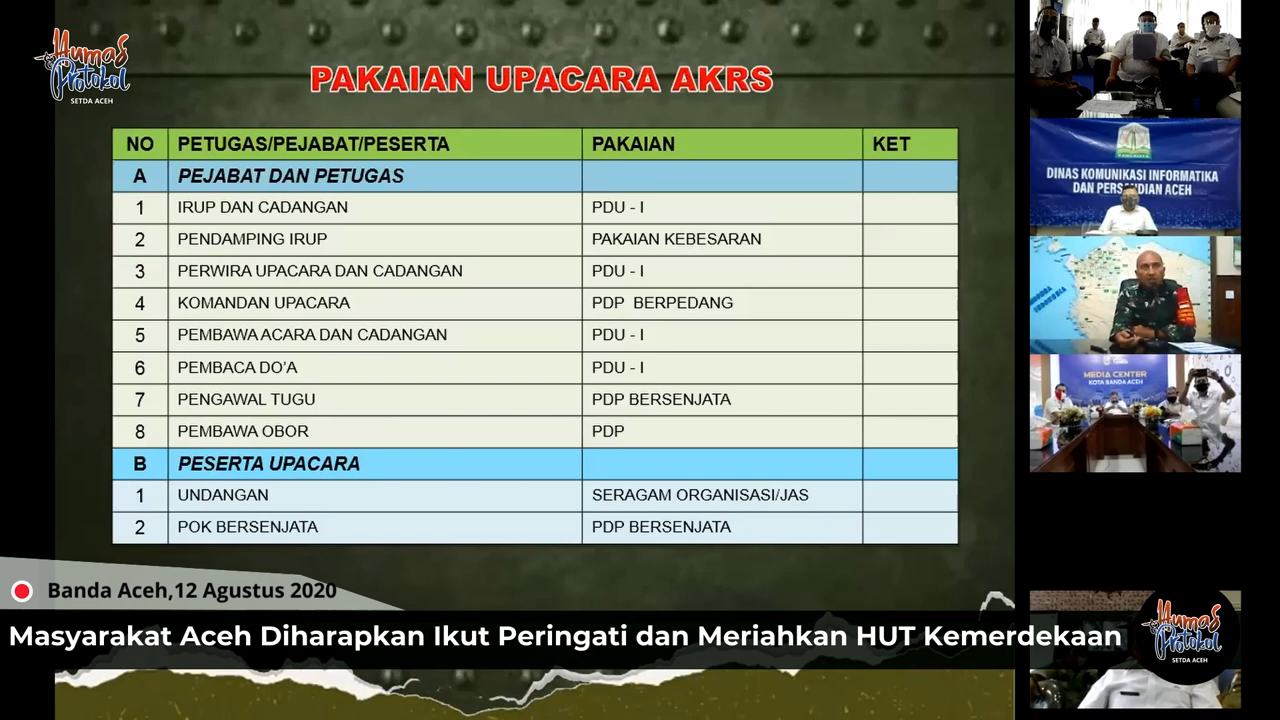 Humas
Protokol
SETDA ACEH
PAKAIAN UPACARA AKRS
NO PETUGAS/PEJABAT/PESERTA PAKAIAN KET
A PEJABAT DAN PETUGAS
1 IRUP DAN CADANGAN PDU - I
2 PENDAMPING IRUP PAKAIAN KEBESARAN
3 PERWIRA UPACARA DAN CADANGAN PDU - I
4 KOMANDAN UPACARA PDP BERPEDANG
5 PEMBAWA ACARA DAN CADANGAN PDU - I
6 PEMBACA DO'A PDU - I
7 PENGAWAL TUGU PDP BERSENJATA
8 PEMBAWA OBOR PDP
B PESERTA UPACARA
1 UNDANGAN SERAGAM ORGANISASI/JAS
2 POK BERSENJATA PDP BERSENJATA
PANCACITA
DINAS KOMUNIKASI INFORMATIKA
DAN PERSANDIAN ACEH
MEDIA CENTER
KOTA BANDA ACEH
Banda Aceh,12 Agustus 2020
Masyarakat Aceh Diharapkan Ikut Peringati dan Meriahkan HUT Kemerdekaan
Humas
Protokol
SETDA ACEH